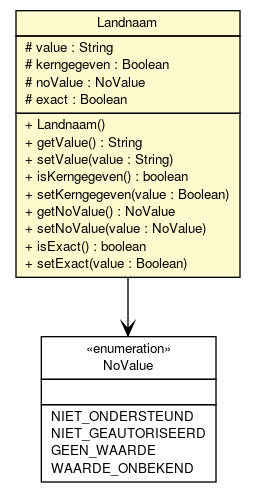 Landnaam
# value : String
# kerngegeven : Boolean
# noValue : NoValue
# exact : Boolean
+ Landnaam()
+ getValue() : String
+ setValue(value : String)
+ isKerngegeven() : boolean
+ setKerngegeven(value : Boolean)
+ getNoValue() : NoValue
+ setNoValue(value : NoValue)
+ isExact() : boolean
+ setExact(value : Boolean)
«enumeration»
NoValue
NIET_ONDERSTEUND
NIET_GEAUTORISEERD
GEEN_WAARDE
WAARDE_ONBEKEND